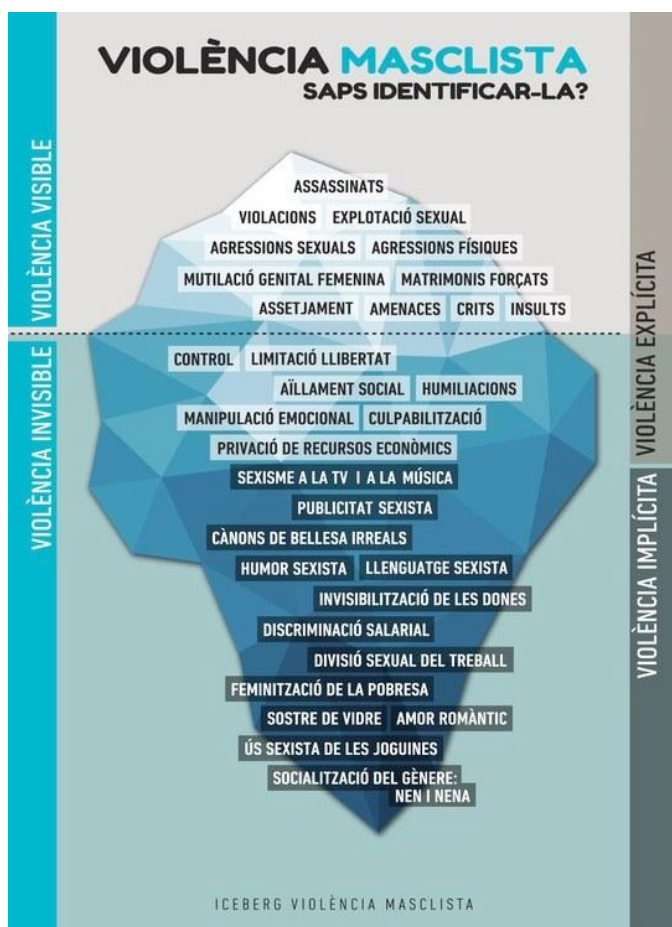 VIOLÈNCIA MASCLISTA
SAPS IDENTIFICAR-LA?
VIOLÈNCIA VISIBLE
ASSASSINATS
VIOLACIONS EXPLOTACIÓ SEXUAL
AGRESSIONS SEXUALS AGRESSIONS FÍSIQUES
MUTILACIÓ GENITAL FEMENINA MATRIMONIS FORÇATS
ASSETJAMENT AMENACES CRITS INSULTS
VIOLÈNCIA EXPLÍCITA
VIOLÈNCIA INVISIBLE
CONTROL LIMITACIÓ LLIBERTAT
AÏLLAMENT SOCIAL HUMILIACIONS
MANIPULACIÓ EMOCIONAL CULPABILITZACIÓ
PRIVACIÓ DE RECURSOS ECONÒMICS
SEXISME A LA TV I A LA MÚSICA
PUBLICITAT SEXISTA
CÀNONS DE BELLESA IRREALS
HUMOR SEXISTA LLENGUATGE SEXISTA
INVISIBILITZACIÓ DE LES DONES
DISCRIMINACIÓ SALARIAL
DIVISIÓ SEXUAL DEL TREBALL
FEMINITZACIÓ DE LA POBRESA
SOSTRE DE VIDRE AMOR ROMÀNTIC
ÚS SEXISTA DE LES JOGUINES
SOCIALITZACIÓ DEL GÈNERE:
NEN I NENA
VIOLÈNCIA IMPLÍCITA
ICEBERG VIOLÈNCIA MASCLISTA